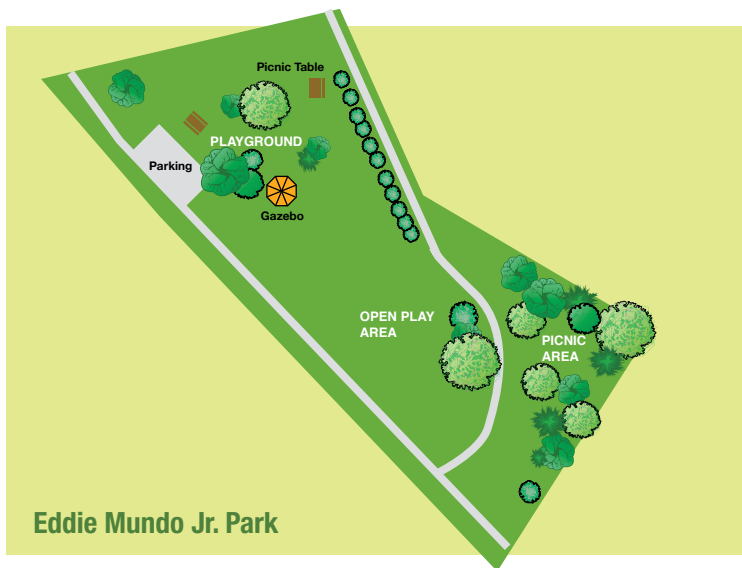 Picnic Table
PLAYGROUND
Parking
Gazebo
OPEN PLAY
AREA
PICNIC
AREA
Eddie Mundo Jr. Park